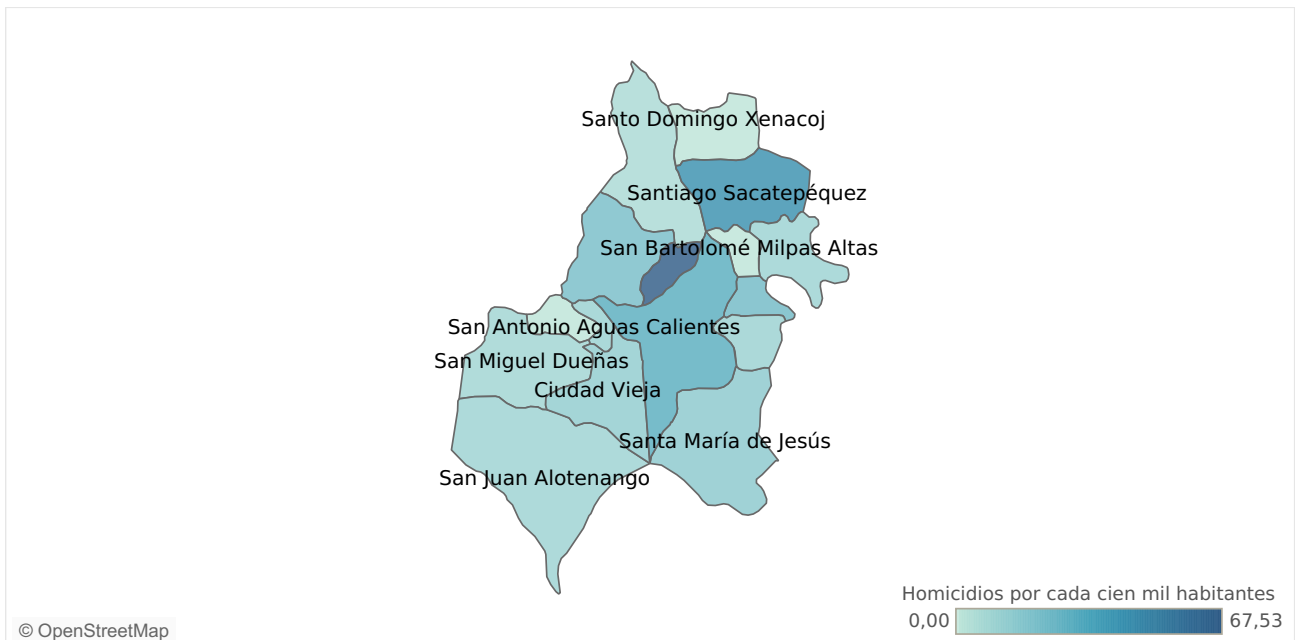 Santo Domingo Xenacoj
Santiago Sacatepéquez
San Bartolomé Milpas Altas
San Antonio Aguas Calientes
San Miguel Dueñas
Ciudad Vieja
Santa María de Jesús
San Juan Alotenango
Homicidios por cada cien mil habitantes
0,00 67,53
© OpenStreetMap